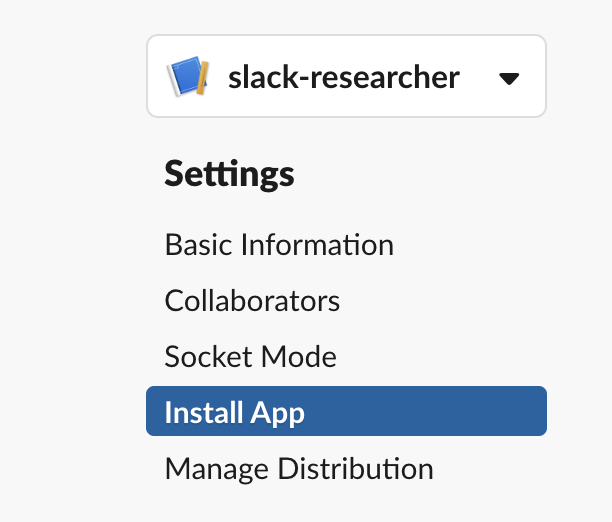 slack-researcher
Settings
Basic Information
Collaborators
Socket Mode
Install App
Manage Distribution